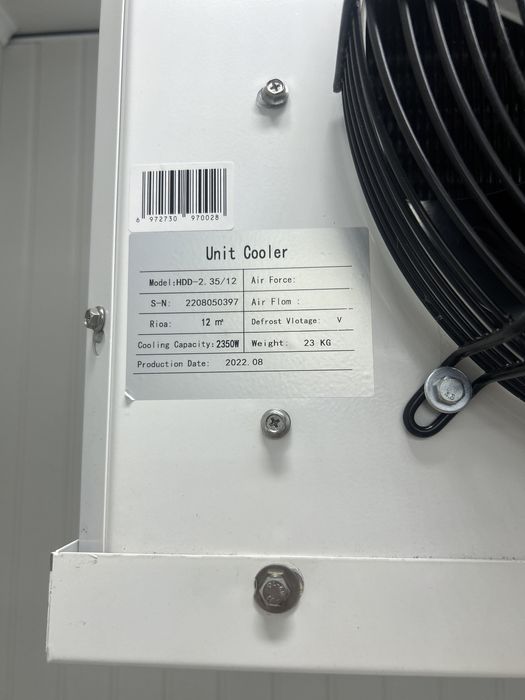 6 972730 970028
Unit Cooler
Model:HDD-2.35/12 Air Force:
S-N: 2208050397 Air Flom :
Rioa: 12 ㎡ Defrost Vlotage: V
Cooling Capacity:2350W Weight: 23 KG
Production Date: 2022.08